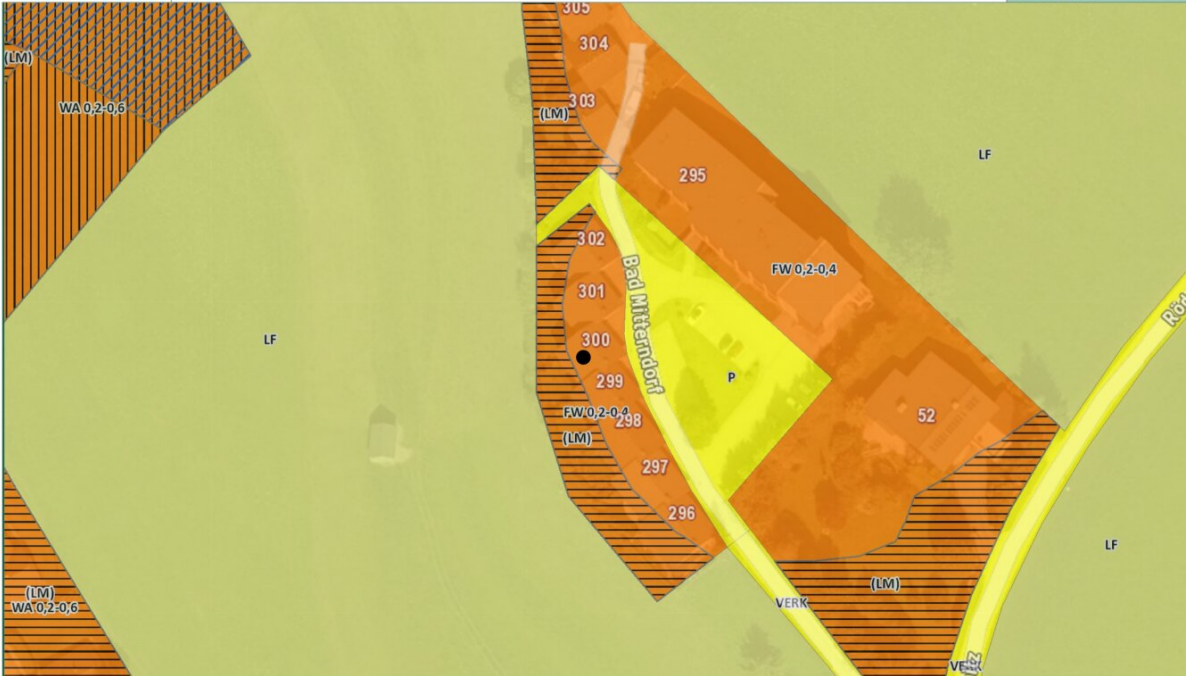 305
304
(LM)
303
WA 0,2-0,6
(LM)
LF
295
302
Bad Mitterndorf
FW 0,2-0,4
301
300
LF
299
P
FW 0,2-0,4
298
52
(LM)
297
296
LF
(LM)
(LM)
WA 0,2-0,6
VERK
VERK